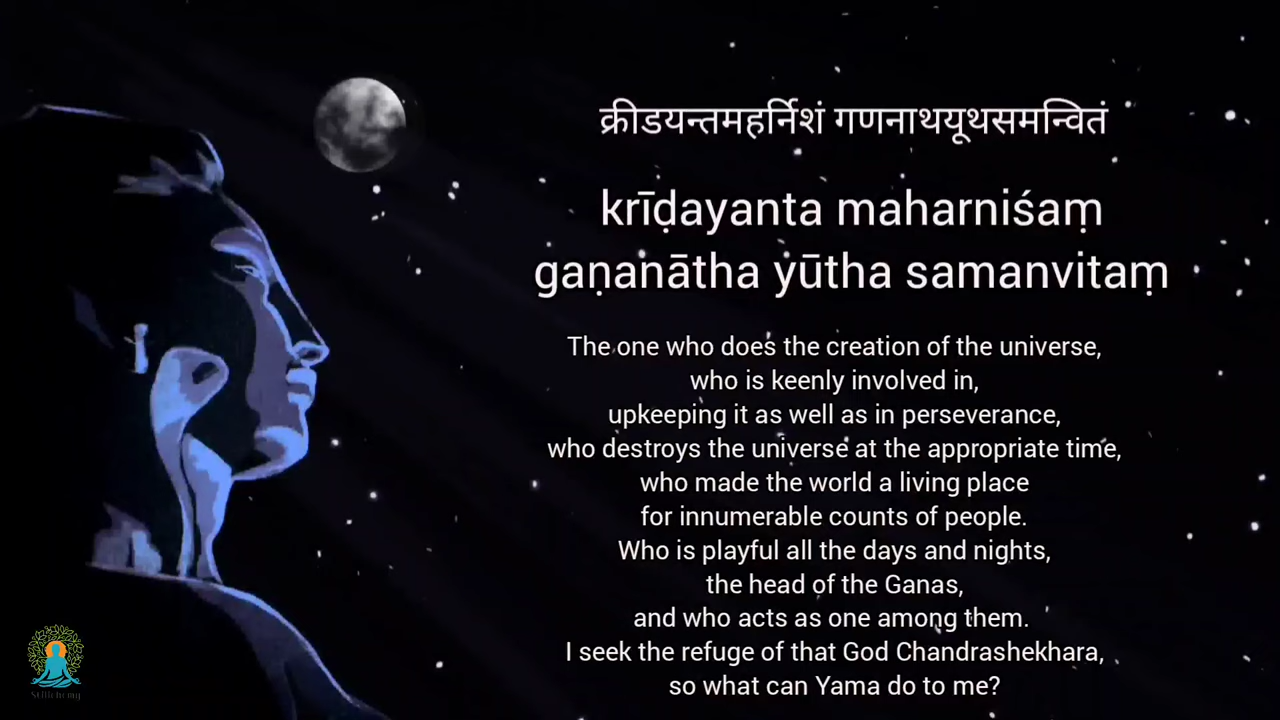 क्रीडयन्तमहर्निशं गणनाथयूथसमन्वितं
krīḍayanta maharniśaṃ
gaṇanātha yūtha samanvitaṃ
The one who does the creation of the universe,
who is keenly involved in,
upkeeping it as well as in perseverance,
who destroys the universe at the appropriate time,
who made the world a living place
for innumerable counts of people.
Who is playful all the days and nights,
the head of the Ganas,
and who acts as one among them.
I seek the refuge of that God Chandrashekhara,
so what can Yama do to me?